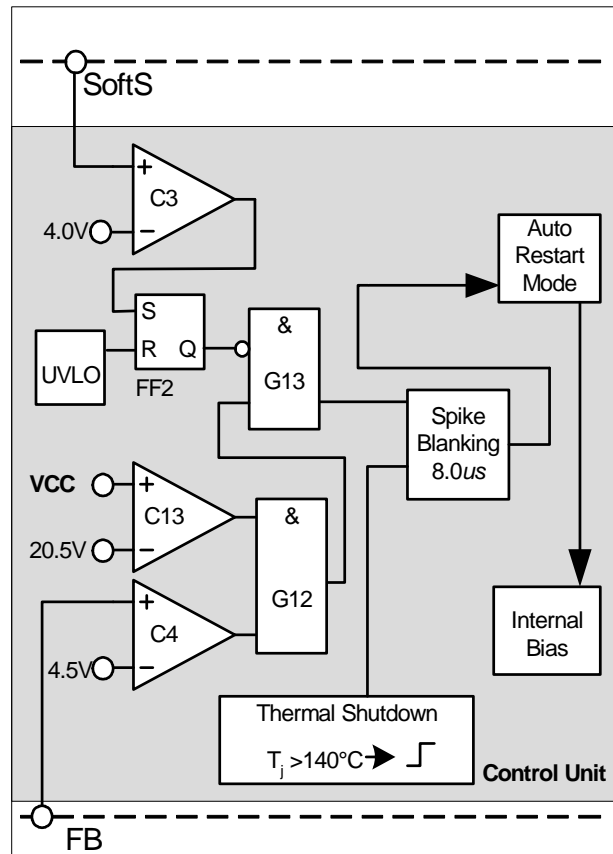 SoftS
+
C3
4.0V
−
Auto
Restart
Mode
S
R Q
&
G13
UVLO
FF2
Spike
Blanking
8.0us
VCC
+
C13
20.5V
−
&
G12
+
C4
4.5V
−
Internal
Bias
Thermal Shutdown
Tj >140°C
Control Unit
FB